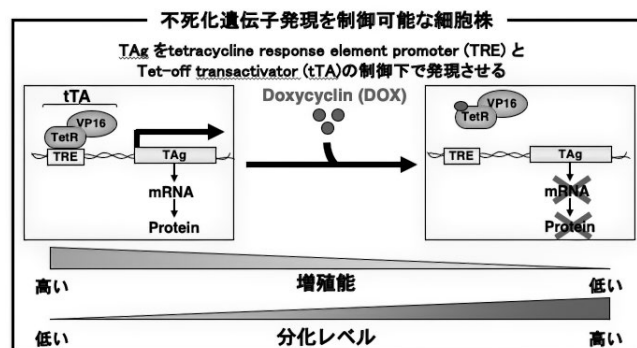 不死化遺伝子発現を制御可能な細胞株
TAg をtetracycline response element promoter (TRE) と
Tet-off transactivator (tTA)の制御下で発現させる
tTA
VP16
TetR
TRE
TAg
mRNA
Protein
Doxycyclin (DOX)
VP16
TetR
TRE
TAg
mRNA
Protein
高い
増殖能
低い
低い
分化レベル
高い